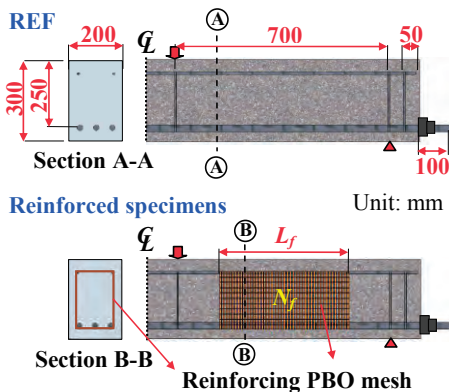 REF
200
300
250
Section A-A
℄
A
700
50
100
A
Reinforced specimens
Unit: mm
℄
B
L_f
N_f
Section B-B
B
Reinforcing PBO mesh